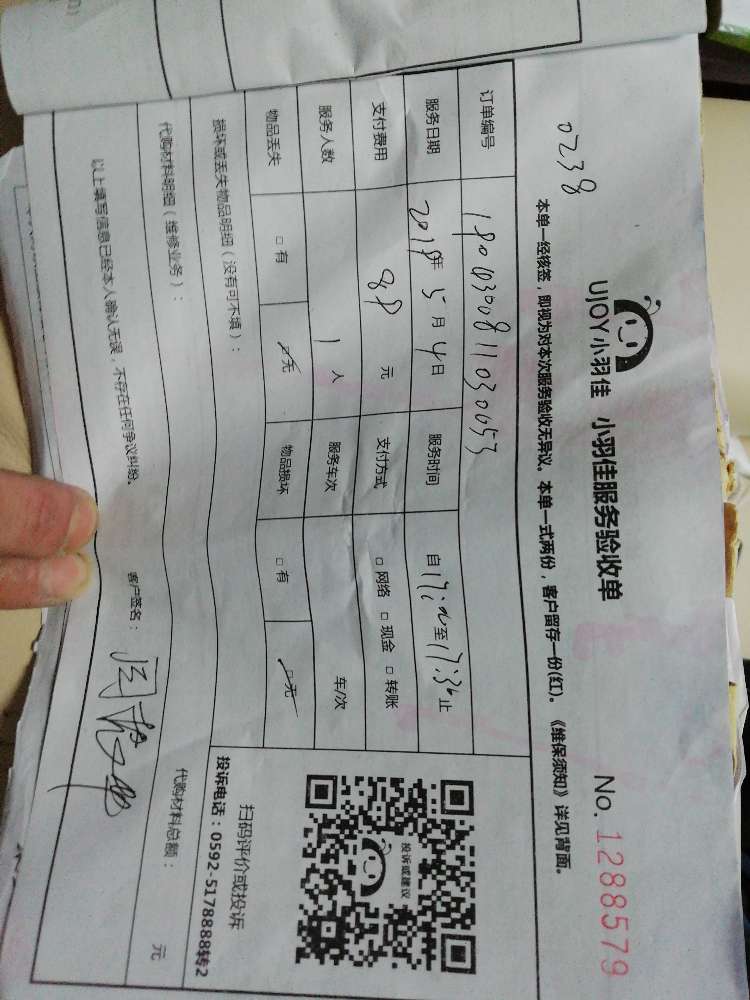 0238
UJOY小羽佳 小羽佳服务验收单 No. 1288579
本单一经核签，即视为对本次服务验收无异议。本单一式两份，客户留存一份(红)。《维保须知》详见背面。
订单编号
服务日期 2018年 5月 4日 服务时间 自17:00至17:30止
支付费用 元 支付方式 □ 网络 □ 现金 □ 转账
服务人数 1 人 服务车次 车/次
物品丢失 □ 有 □ 无 物品损坏 □ 有 □ 无
损坏或丢失物品明细（没有可不填）：
代购材料明细（维修业务）： 代购材料总额： 元
以上填写信息已经本人确认无误，不存在任何争议纠纷。 客户签名：
投诉或建议
扫码评价或投诉
投诉电话：0592-5178888转2